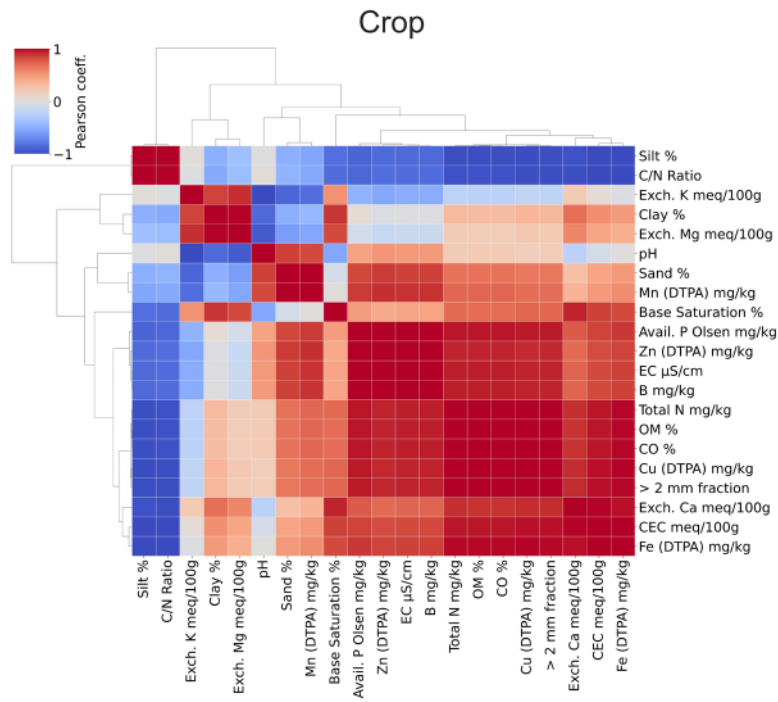 Crop
1
0
−1
Pearson coeff.
Silt %
C/N Ratio
Exch. K meq/100g
Clay %
Exch. Mg meq/100g
pH
Sand %
Mn (DTPA) mg/kg
Base Saturation %
Avail. P Olsen mg/kg
Zn (DTPA) mg/kg
EC µS/cm
B mg/kg
Total N mg/kg
OM %
CO %
Cu (DTPA) mg/kg
> 2 mm fraction
Exch. Ca meq/100g
CEC meq/100g
Fe (DTPA) mg/kg
Silt %
C/N Ratio
Exch. K meq/100g
Clay %
Exch. Mg meq/100g
pH
Sand %
Mn (DTPA) mg/kg
Base Saturation %
Avail. P Olsen mg/kg
Zn (DTPA) mg/kg
EC µS/cm
B mg/kg
Total N mg/kg
OM %
CO %
Cu (DTPA) mg/kg
> 2 mm fraction
Exch. Ca meq/100g
CEC meq/100g
Fe (DTPA) mg/kg